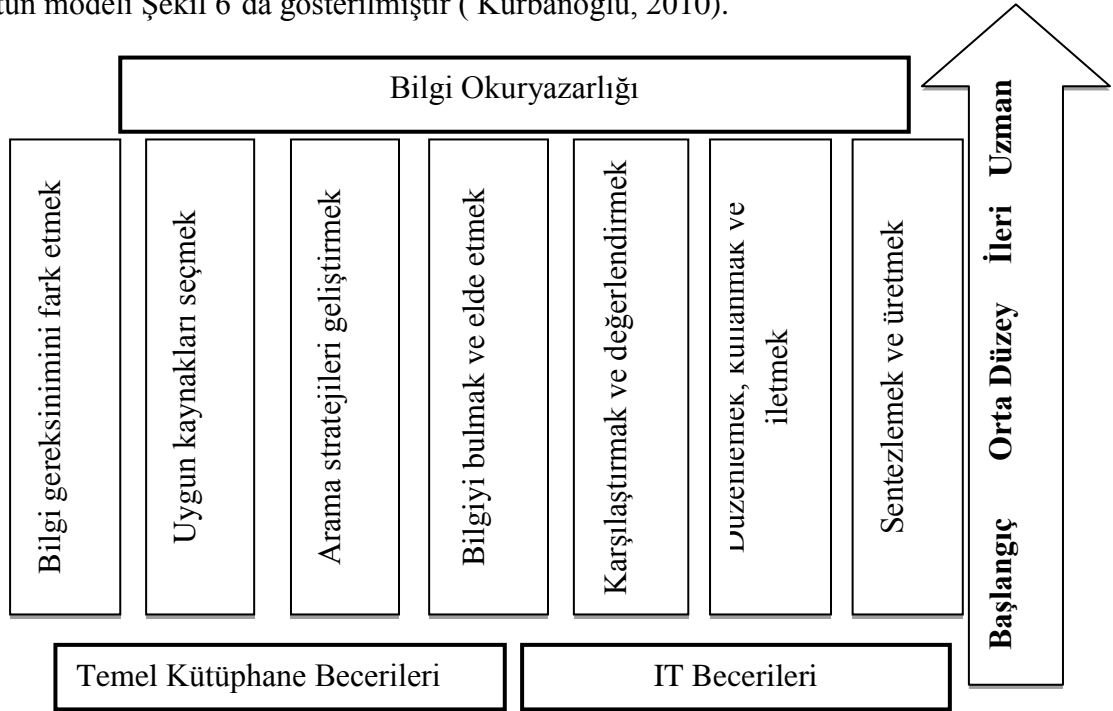 tün modeli Şekil 6'da gösterilmiştir ( Kurbanoğlu, 2010).
Bilgi Okuryazarlığı
Bilgi gereksinimini fark etmek
Uygun kaynakları seçmek
Arama stratejileri geliştirmek
Bilgiyi bulmak ve elde etmek
Karşılaştırmak ve değerlendirmek
Düzenlemek, kullanmak ve
iletmek
Sentezlemek ve üretmek
Başlangıç Orta Düzey İleri Uzman
Temel Kütüphane Becerileri
IT Becerileri